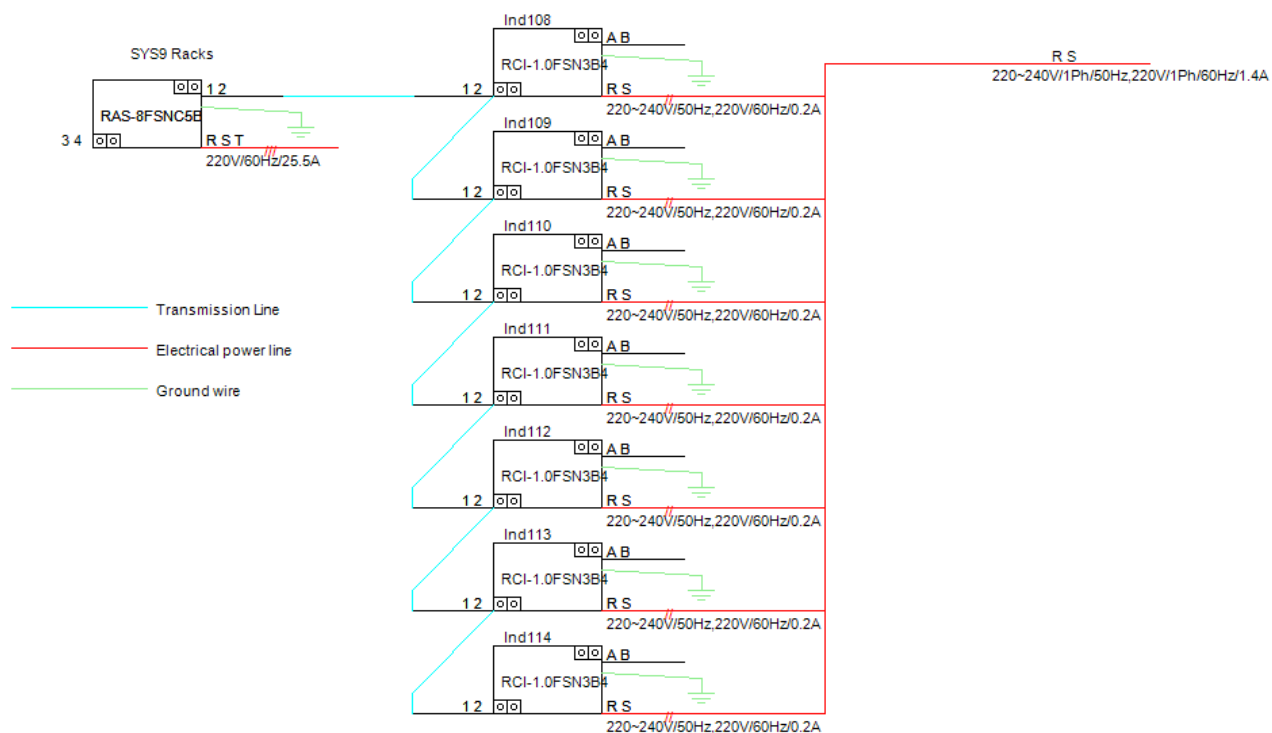 SYS9 Racks
1 2
RAS-8FSNC5B
3 4
R S T
220V/60Hz/25.5A
Transmission Line
Electrical power line
Ground wire
Ind108
A B
RCI-1.0FSN3B4
1 2
R S
220~240V/50Hz,220V/60Hz/0.2A
Ind109
A B
RCI-1.0FSN3B4
1 2
R S
220~240V/50Hz,220V/60Hz/0.2A
Ind110
A B
RCI-1.0FSN3B4
1 2
R S
220~240V/50Hz,220V/60Hz/0.2A
Ind111
A B
RCI-1.0FSN3B4
1 2
R S
220~240V/50Hz,220V/60Hz/0.2A
Ind112
A B
RCI-1.0FSN3B4
1 2
R S
220~240V/50Hz,220V/60Hz/0.2A
Ind113
A B
RCI-1.0FSN3B4
1 2
R S
220~240V/50Hz,220V/60Hz/0.2A
Ind114
A B
RCI-1.0FSN3B4
1 2
R S
220~240V/50Hz,220V/60Hz/0.2A
R S
220~240V/1Ph/50Hz,220V/1Ph/60Hz/1.4A